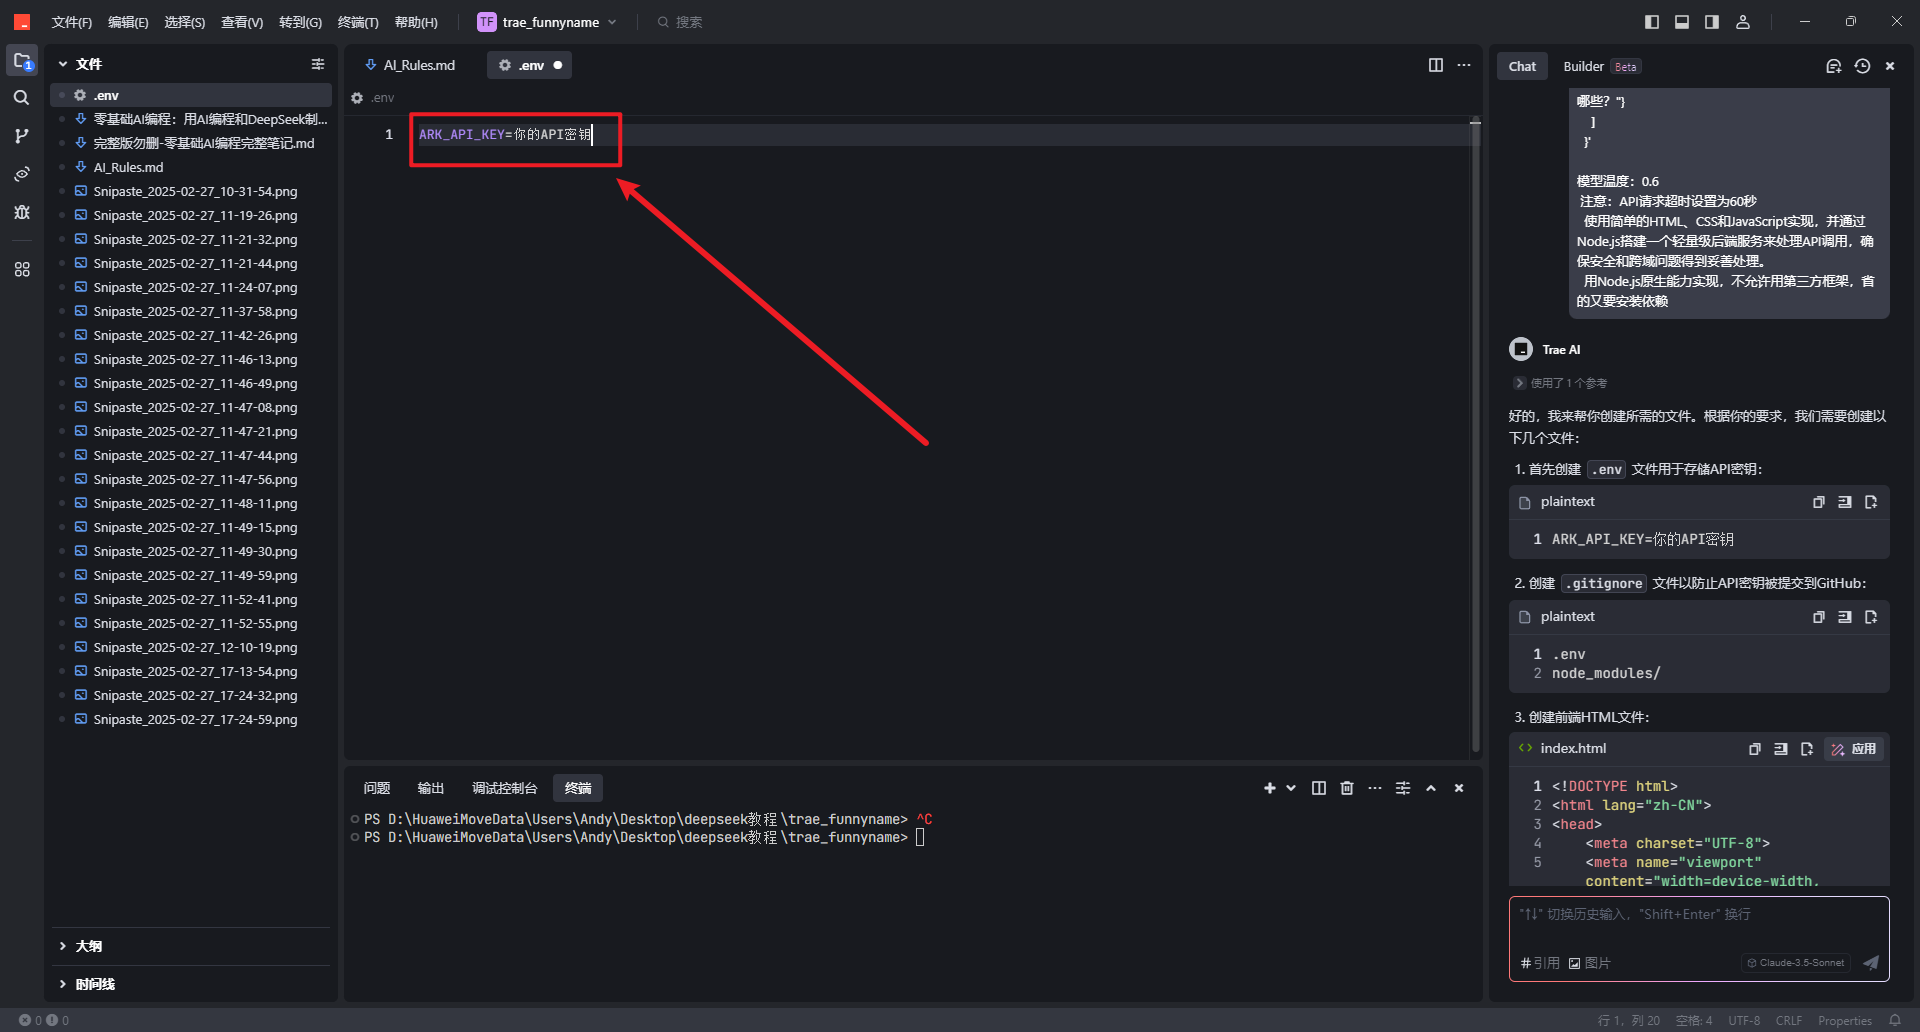 文件(F) 编辑(E) 选择(S) 查看(V) 转到(G) 终端(T) 帮助(H) TF trae_funnyname 搜索
文件
.env
零基础AI编程：用AI编程和DeepSeek制...
完整版勿删-零基础AI编程完整笔记.md
AI_Rules.md
Snipaste_2025-02-27_10-31-54.png
Snipaste_2025-02-27_11-19-26.png
Snipaste_2025-02-27_11-21-32.png
Snipaste_2025-02-27_11-21-44.png
Snipaste_2025-02-27_11-24-07.png
Snipaste_2025-02-27_11-37-58.png
Snipaste_2025-02-27_11-42-26.png
Snipaste_2025-02-27_11-46-13.png
Snipaste_2025-02-27_11-46-49.png
Snipaste_2025-02-27_11-47-08.png
Snipaste_2025-02-27_11-47-21.png
Snipaste_2025-02-27_11-47-44.png
Snipaste_2025-02-27_11-47-56.png
Snipaste_2025-02-27_11-48-11.png
Snipaste_2025-02-27_11-49-15.png
Snipaste_2025-02-27_11-49-30.png
Snipaste_2025-02-27_11-49-59.png
Snipaste_2025-02-27_11-52-41.png
Snipaste_2025-02-27_11-52-55.png
Snipaste_2025-02-27_12-10-19.png
Snipaste_2025-02-27_17-13-54.png
Snipaste_2025-02-27_17-24-32.png
Snipaste_2025-02-27_17-24-59.png
大纲
时间线
AI_Rules.md .env
.env
1 ARK_API_KEY=你的API密钥
问题 输出 调试控制台 终端
PS D:\HuaweiMoveData\Users\Andy\Desktop\deepseek教程\trae_funnyname> ^C
PS D:\HuaweiMoveData\Users\Andy\Desktop\deepseek教程\trae_funnyname>
Chat Builder Beta
哪些？"}
]
}'
模型温度：0.6
注意：API请求超时设置为60秒
使用简单的HTML、CSS和JavaScript实现，并通过
Node.js搭建一个轻量级后端服务来处理API调用，确
保安全和跨域问题得到妥善处理。
用Node.js原生能力实现，不允许用第三方框架，省
的又要安装依赖
Trae AI
使用了 1 个参考
好的，我来帮你创建所需的文件。根据你的要求，我们需要创建以
下几个文件：
1. 首先创建 .env 文件用于存储API密钥：
plaintext
1 ARK_API_KEY=你的API密钥
2. 创建 .gitignore 文件以防止API密钥被提交到GitHub：
plaintext
1 .env
2 node_modules/
3. 创建前端HTML文件：
index.html 应用
1 <!DOCTYPE html>
2 <html lang="zh-CN">
3 <head>
4 <meta charset="UTF-8">
5 <meta name="viewport"
content="width=device-width,
"↑↓" 切换历史输入，"Shift+Enter" 换行
# 引用 图片 Claude-3.5-Sonnet
0 0 行 1，列 20 空格: 4 UTF-8 CRLF Properties